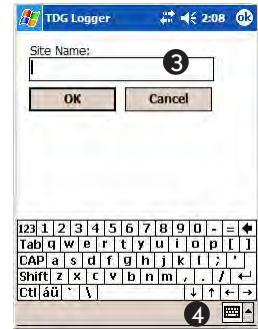 TDG Logger 2:08 ok
Site Name:
3
OK Cancel
123 1 2 3 4 5 6 7 8 9 0 - = 
Tab q w e r t y u i o p [ ]
CAP a s d f g h j k l ; '
Shift z x c v b n m , . / ↵
Ctl áü ` \ ↓ ↑ ← →
4